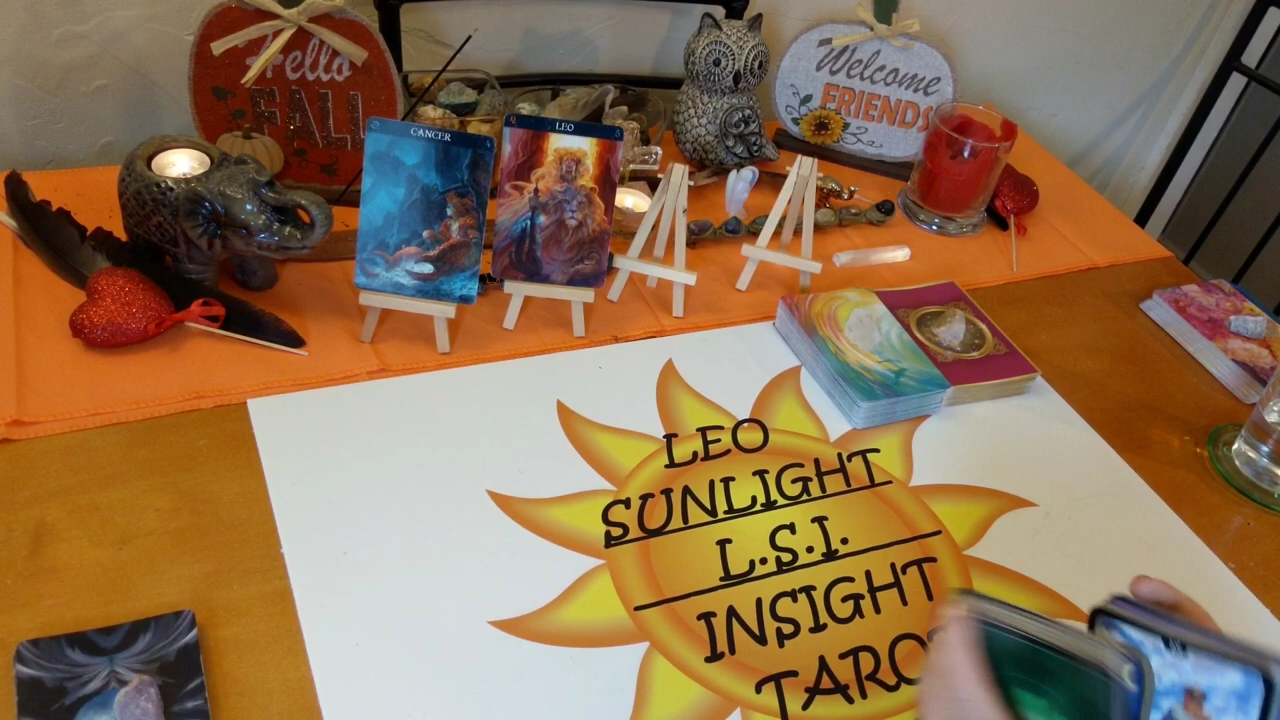 Hello
FALL
Welcome
FRIENDS
CANCER
LEO
LEO
SUNLIGHT
L.S.I.
INSIGHT
TARO